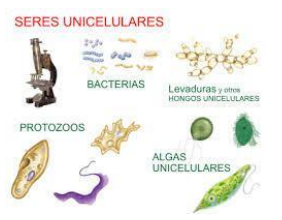 SERES UNICELULARES
BACTERIAS
Levaduras y otros
HONGOS UNICELULARES
PROTOZOOS
ALGAS
UNICELULARES